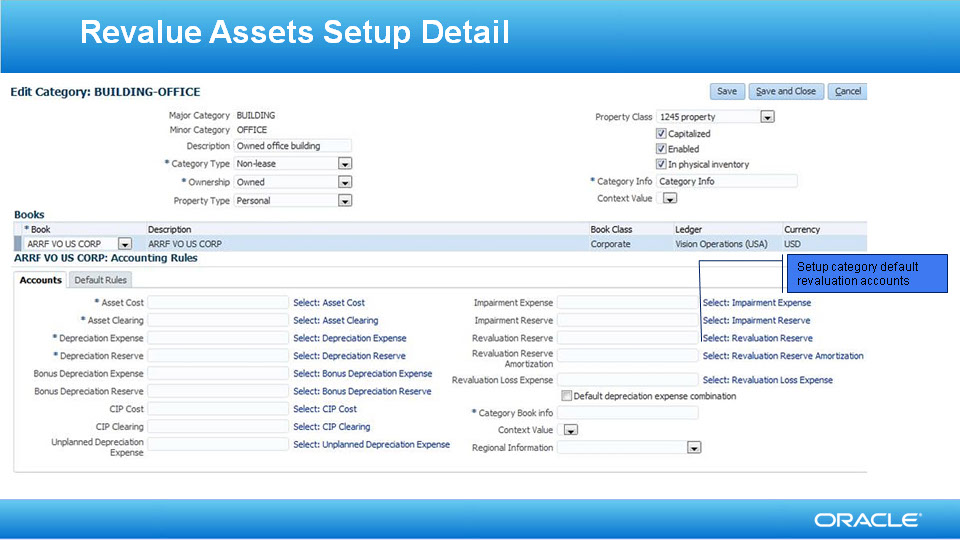 Revalue Assets Setup Detail
Edit Category: BUILDING-OFFICE
Save
Save and Close
Cancel
Major Category BUILDING
Minor Category OFFICE
Description Owned office building
* Category Type Non-lease
* Ownership Owned
Property Type Personal
Property Class 1245 property
Capitalized
Enabled
In physical inventory
* Category Info Category Info
Context Value
Books
* Book Description Book Class Ledger Currency
ARRF VO US CORP ARRF VO US CORP Corporate Vision Operations (USA) USD
ARRF VO US CORP: Accounting Rules
Setup category default
revaluation accounts
Accounts Default Rules
* Asset Cost Select: Asset Cost
* Asset Clearing Select: Asset Clearing
* Depreciation Expense Select: Depreciation Expense
* Depreciation Reserve Select: Depreciation Reserve
Bonus Depreciation Expense Select: Bonus Depreciation Expense
Bonus Depreciation Reserve Select: Bonus Depreciation Reserve
CIP Cost Select: CIP Cost
CIP Clearing Select: CIP Clearing
Unplanned Depreciation Select: Unplanned Depreciation Expense
Expense
Impairment Expense Select: Impairment Expense
Impairment Reserve Select: Impairment Reserve
Revaluation Reserve Select: Revaluation Reserve
Revaluation Reserve Select: Revaluation Reserve Amortization
Amortization
Revaluation Loss Expense Select: Revaluation Loss Expense
Default depreciation expense combination
* Category Book info
Context Value
Regional Information
ORACLE